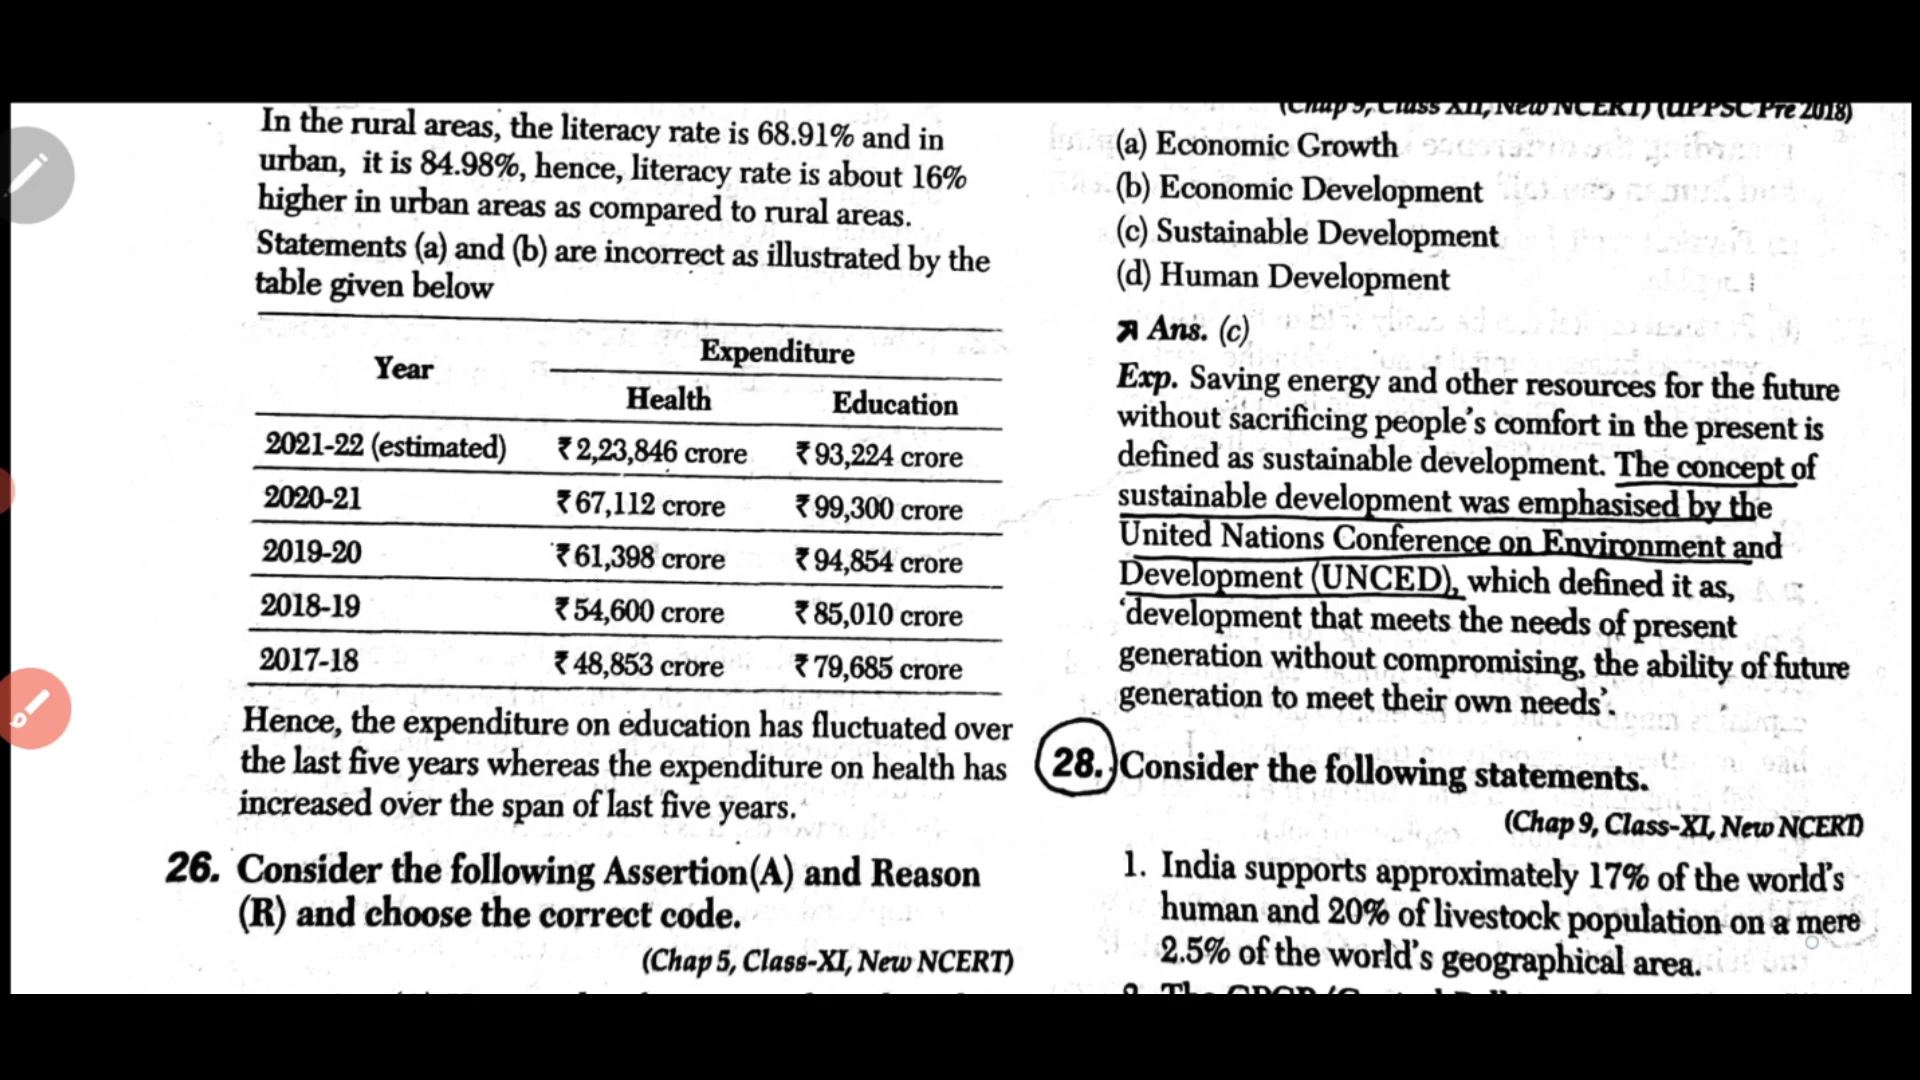 In the rural areas, the literacy rate is 68.91% and in
urban, it is 84.98%, hence, literacy rate is about 16%
higher in urban areas as compared to rural areas.
Statements (a) and (b) are incorrect as illustrated by the
table given below
Year
Expenditure
Health Education
2021-22 (estimated) ₹2,23,846 crore ₹93,224 crore
2020-21 ₹67,112 crore ₹99,300 crore
2019-20 ₹61,398 crore ₹94,854 crore
2018-19 ₹54,600 crore ₹85,010 crore
2017-18 ₹48,853 crore ₹79,685 crore
Hence, the expenditure on education has fluctuated over
the last five years whereas the expenditure on health has
increased over the span of last five years.
26. Consider the following Assertion(A) and Reason
(R) and choose the correct code.
(Chap 5, Class-XI, New NCERT)
(Chap 9, Class XII, New NCERT) (UPPSC Pre 2018)
(a) Economic Growth
(b) Economic Development
(c) Sustainable Development
(d) Human Development
Ans. (c)
Exp. Saving energy and other resources for the future
without sacrificing people's comfort in the present is
defined as sustainable development. The concept of
sustainable development was emphasised by the
United Nations Conference on Environment and
Development (UNCED), which defined it as,
'development that meets the needs of present
generation without compromising, the ability of future
generation to meet their own needs'.
28. Consider the following statements.
(Chap 9, Class-XI, New NCERT)
1. India supports approximately 17% of the world's
human and 20% of livestock population on a mere
2.5% of the world's geographical area.